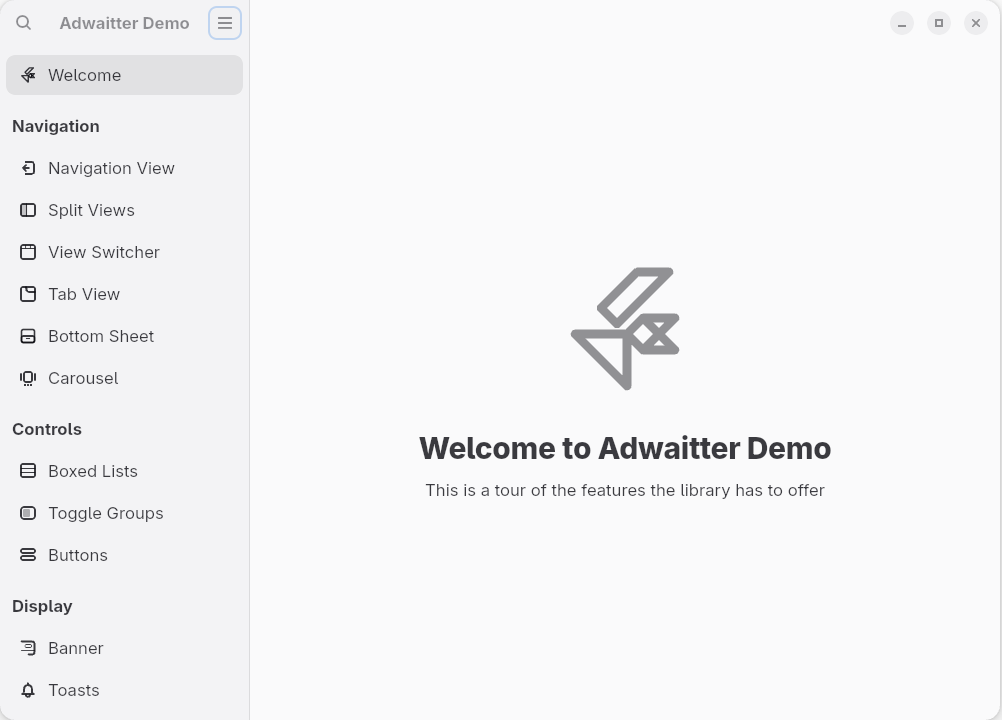 Adwaitter Demo
Welcome
Navigation
Navigation View
Split Views
View Switcher
Tab View
Bottom Sheet
Carousel
Controls
Boxed Lists
Toggle Groups
Buttons
Display
Banner
Toasts
Welcome to Adwaitter Demo
This is a tour of the features the library has to offer